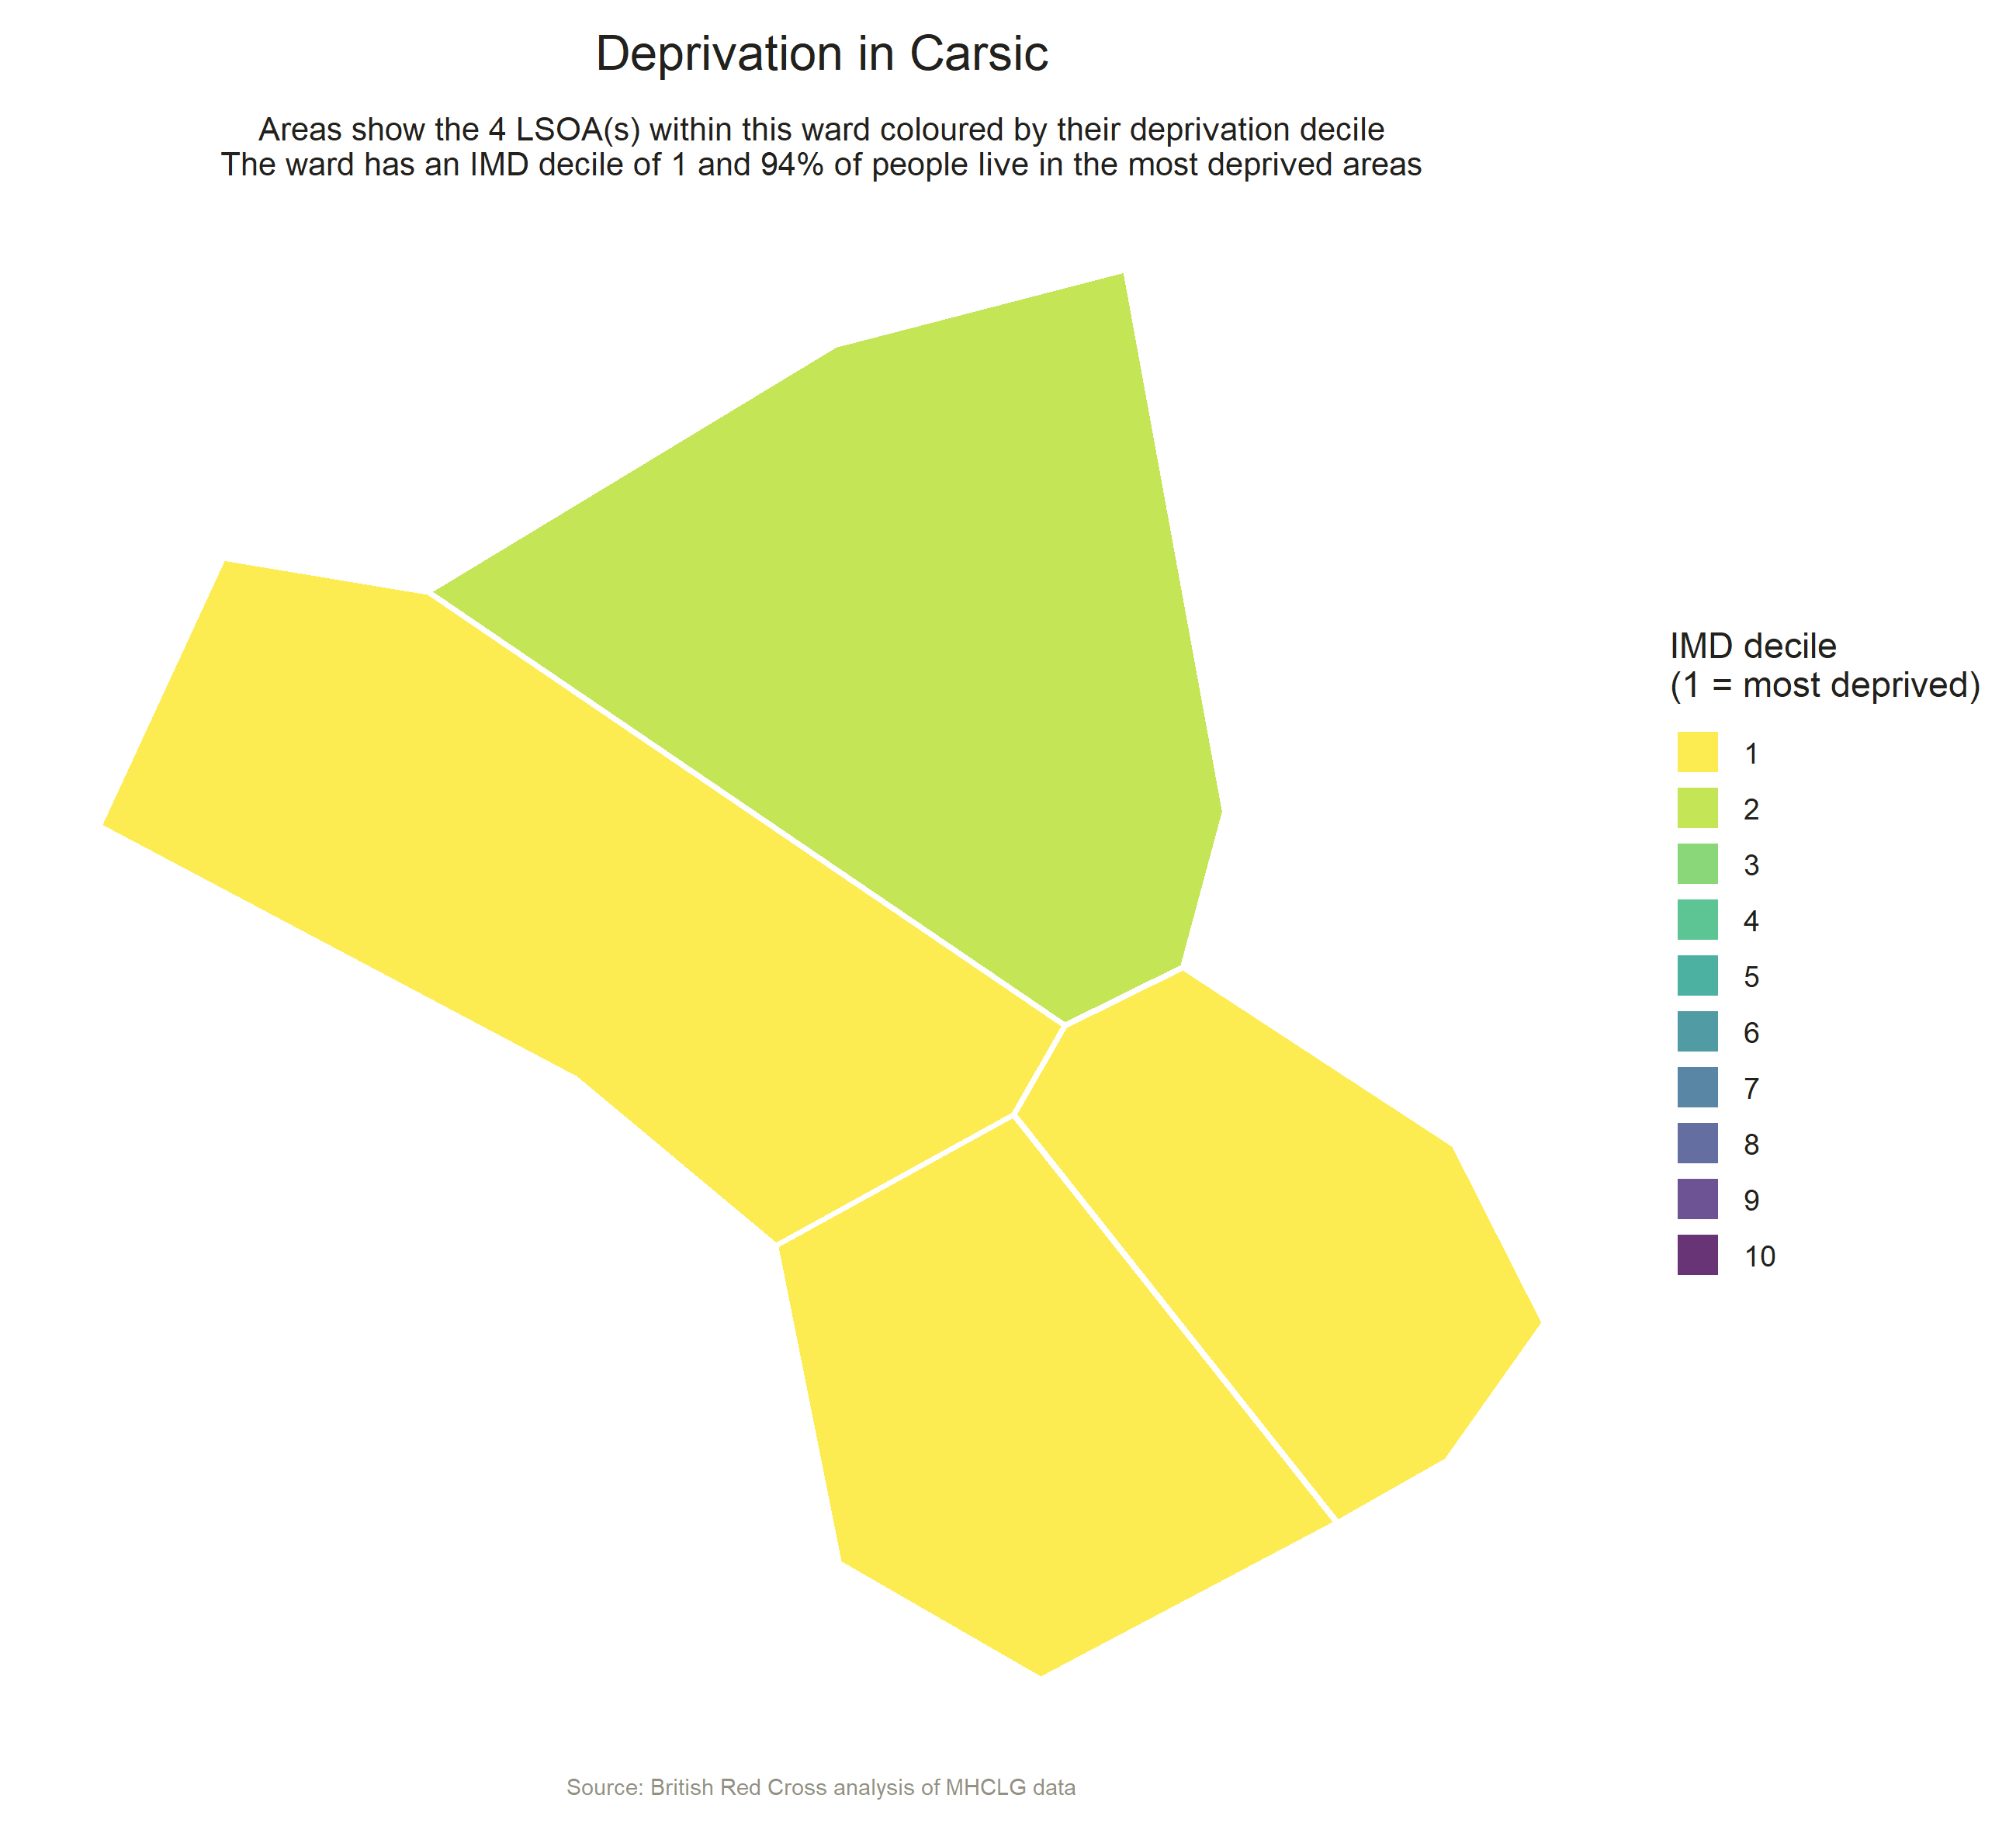 Deprivation in Carsic
Areas show the 4 LSOA(s) within this ward coloured by their deprivation decile
The ward has an IMD decile of 1 and 94% of people live in the most deprived areas
IMD decile
(1 = most deprived)
1
2
3
4
5
6
7
8
9
10
Source: British Red Cross analysis of MHCLG data